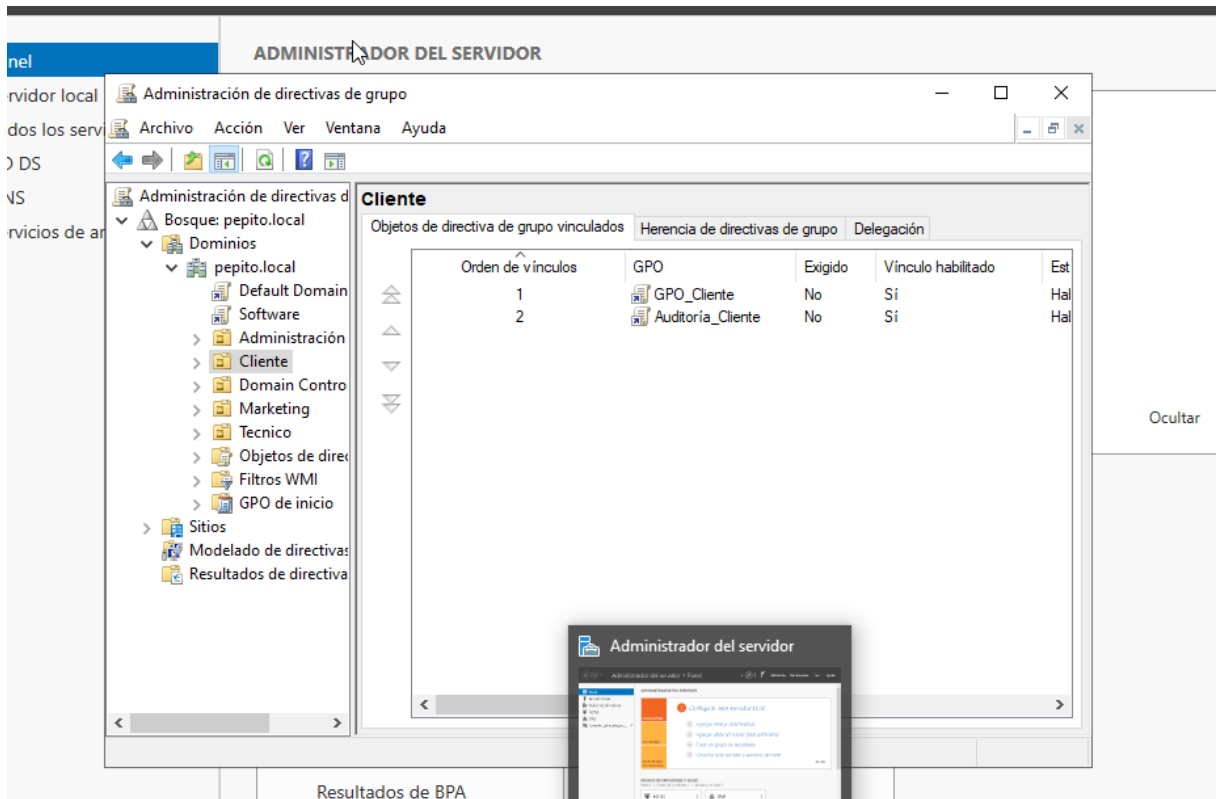 ADMINISTRADOR DEL SERVIDOR
nel
rvidor local
dos los servi
D DS
NS
rvicios de ar
Administración de directivas de grupo
Archivo Acción Ver Ventana Ayuda
Administración de directivas d
Bosque: pepito.local
Dominios
pepito.local
Default Domain
Software
Administración
Cliente
Domain Contro
Marketing
Tecnico
Objetos de direc
Filtros WMI
GPO de inicio
Sitios
Modelado de directivas
Resultados de directiva
Cliente
Objetos de directiva de grupo vinculados Herencia de directivas de grupo Delegación
Orden de vínculos GPO Exigido Vínculo habilitado Est
1 GPO_Cliente No Sí Hal
2 Auditoría_Cliente No Sí Hal
Ocultar
Administrador del servidor
Resultados de BPA